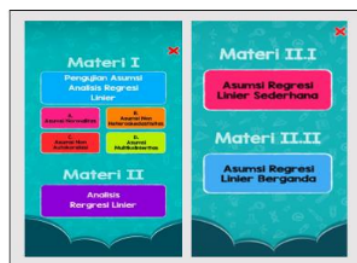 Materi I
Pengujian Asumsi
Analisis Regresi
Linier
A.
Asumsi Normalitas
B.
Asumsi Non
Heteroskedastisitas
C.
Asumsi Non
Autokorelasi
D.
Asumsi
Multikolinieritas
Materi II
Analisis
Rergresi Linier
Materi II.I
Asumsi Regresi
Linier Sederhana
Materi II.II
Asumsi Regresi
Linier Berganda